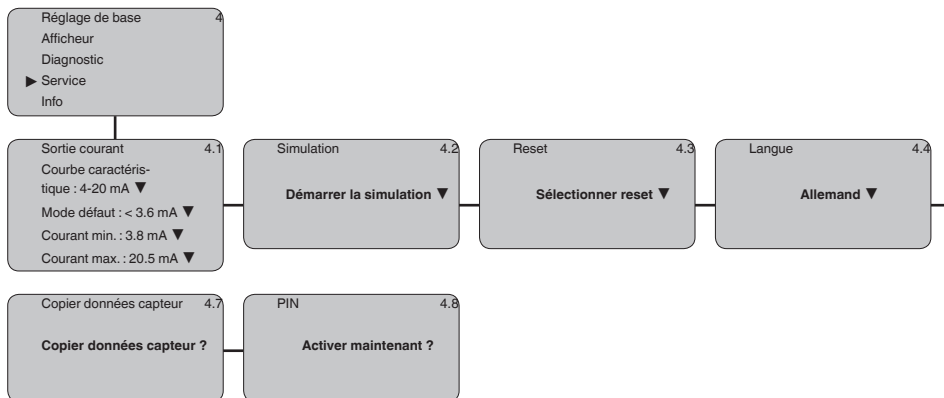 Réglage de base 4
Afficheur
Diagnostic
▶ Service
Info
Sortie courant 4.1
Courbe caractéris-
tique : 4-20 mA ▼
Mode défaut : < 3.6 mA ▼
Courant min. : 3.8 mA ▼
Courant max. : 20.5 mA ▼
Simulation 4.2
Démarrer la simulation ▼
Reset 4.3
Sélectionner reset ▼
Langue 4.4
Allemand ▼
Copier données capteur 4.7
Copier données capteur ?
PIN 4.8
Activer maintenant ?